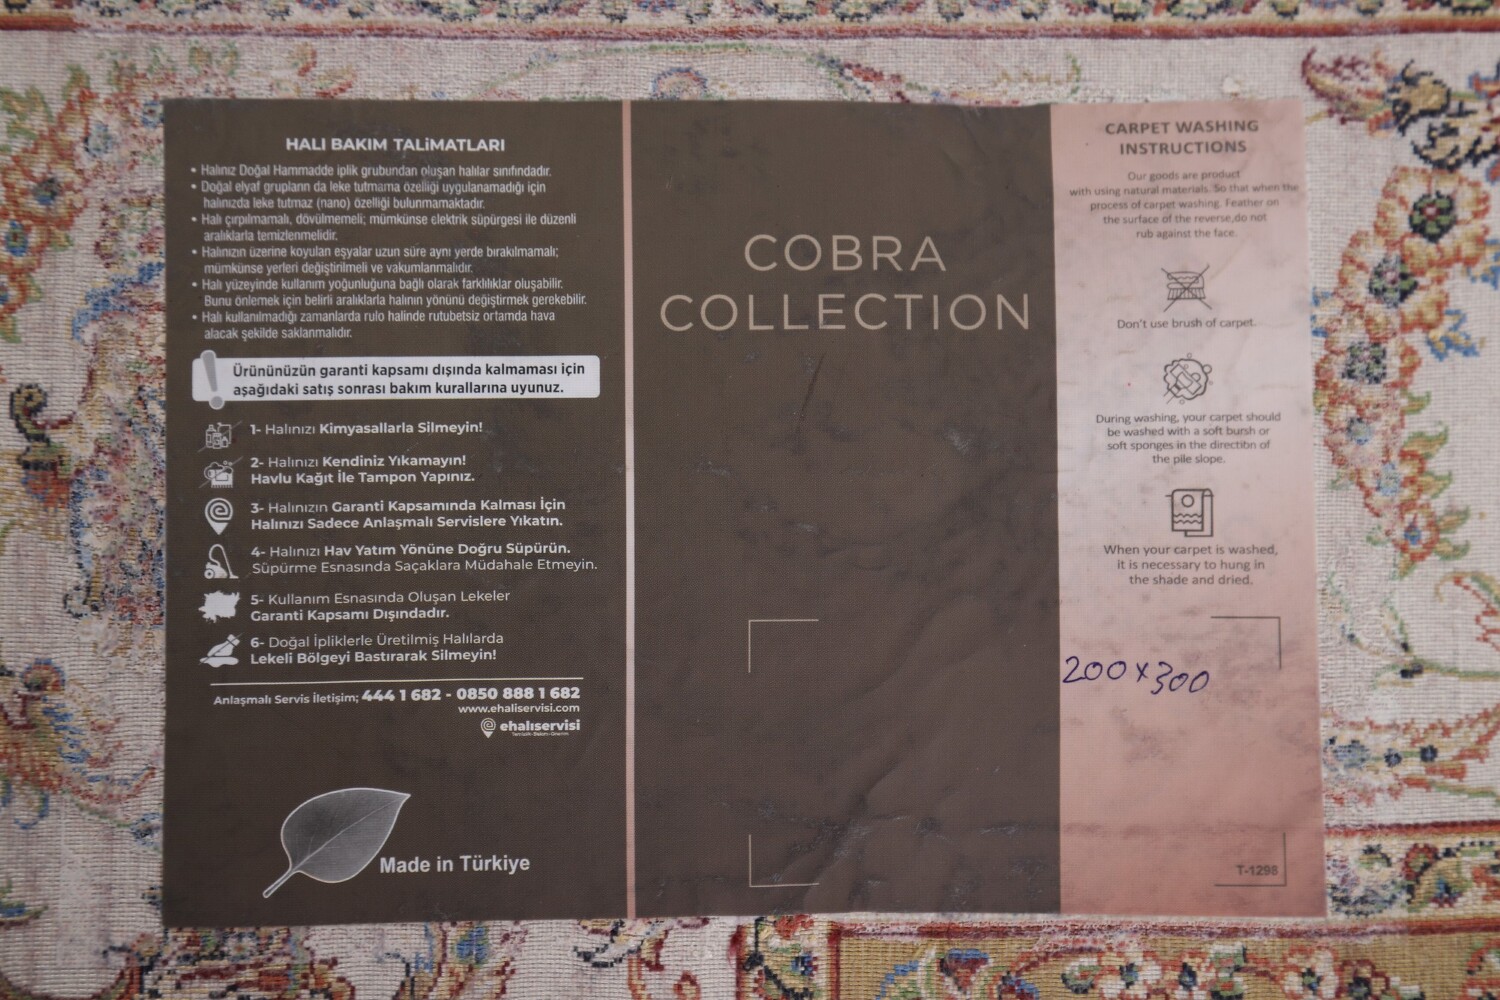 HALI BAKIM TALİMATLARI
• Halınız Doğal Hammadde iplik grubundan oluşan halılar sınıfındadır.
• Doğal elyaf grupların da leke tutmama özelliği uygulanamadığı için
halınızda leke tutmaz (nano) özelliği bulunmamaktadır.
• Halı çırpılmamalı, dövülmemeli; mümkünse elektrik süpürgesi ile düzenli
aralıklarla temizlenmelidir.
• Halınızın üzerine koyulan eşyalar uzun süre aynı yerde bırakılmamalı;
mümkünse yerleri değiştirilmeli ve vakumlanmalıdır.
• Halı yüzeyinde kullanım yoğunluğuna bağlı olarak farklılıklar oluşabilir.
Bunu önlemek için belirli aralıklarla halının yönünü değiştirmek gerekebilir.
• Halı kullanılmadığı zamanlarda rulo halinde rutubetsiz ortamda hava
alacak şekilde saklanmalıdır.
Ürününüzün garanti kapsamı dışında kalmaması için
aşağıdaki satış sonrası bakım kurallarına uyunuz.
1- Halınızı Kimyasallarla Silmeyin!
2- Halınızı Kendiniz Yıkamayın!
Havlu Kağıt İle Tampon Yapınız.
3- Halınızın Garanti Kapsamında Kalması İçin
Halınızı Sadece Anlaşmalı Servislere Yıkatın.
4- Halınızı Hav Yatım Yönüne Doğru Süpürün.
Süpürme Esnasında Saçaklara Müdahale Etmeyin.
5- Kullanım Esnasında Oluşan Lekeler
Garanti Kapsamı Dışındadır.
6- Doğal İpliklerle Üretilmiş Halılarda
Lekeli Bölgeyi Bastırarak Silmeyin!
Anlaşmalı Servis İletişim; 444 1 682 - 0850 888 1 682
www.ehaliservisi.com
ehalıservisi
Temizlik-Bakım-Onarım
Made in Türkiye
COBRA
COLLECTION
CARPET WASHING
INSTRUCTIONS
Our goods are product
with using natural materials. So that when the
process of carpet washing. Feather on
the surface of the reverse,do not
rub against the face.
Don't use brush of carpet.
During washing, your carpet should
be washed with a soft bursh or
soft sponges in the direction of
the pile slope.
When your carpet is washed,
it is necessary to hung in
the shade and dried.
200x300
T-1298